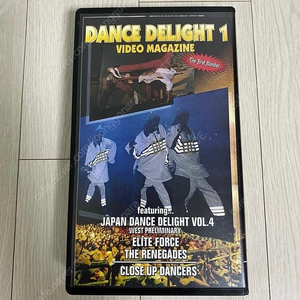 DANCE DELIGHT 1
VIDEO MAGAZINE
The First Number
featuring...
JAPAN DANCE DELIGHT VOL.4
WEST PRELIMINARY
ELITE FORCE
THE RENEGADES
CLOSE UP DANCERS